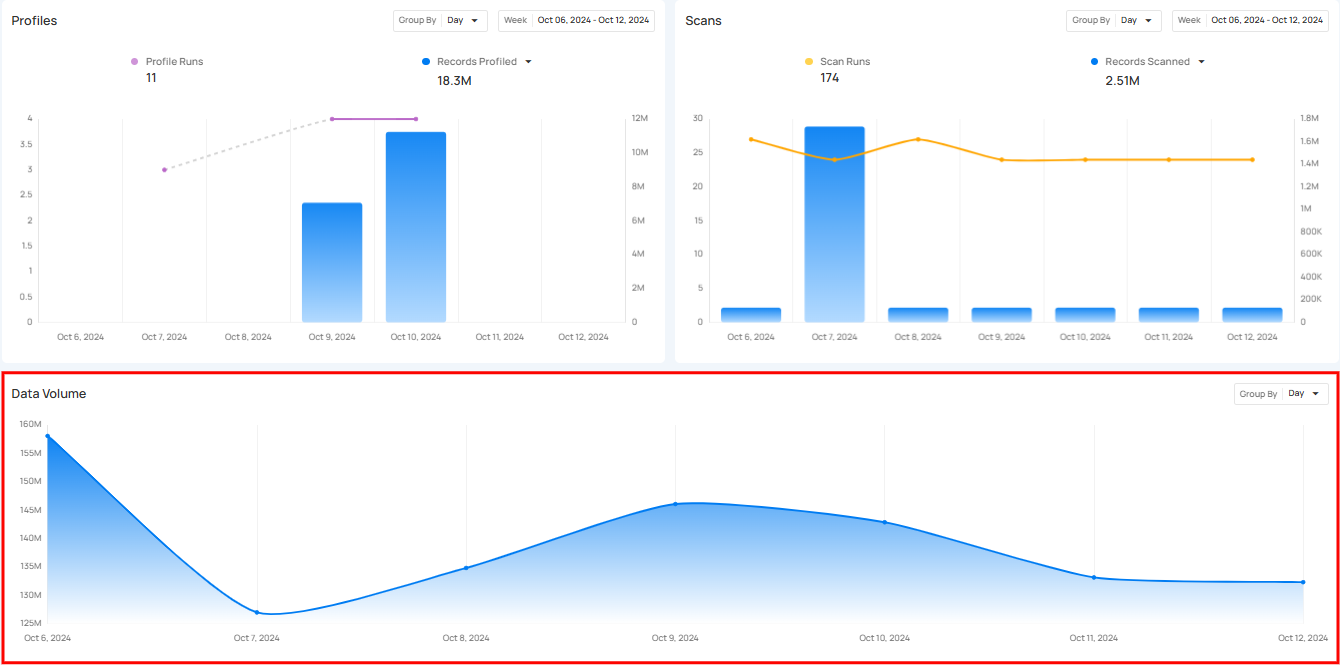 Profiles
Group By Day Week Oct 06, 2024 - Oct 12, 2024
Profile Runs Records Profiled
11 18.3M
4 12M
3.5 10M
3 8M
2.5
2 6M
1.5 4M
1 2M
0.5
0 0
Oct 6, 2024 Oct 7, 2024 Oct 8, 2024 Oct 9, 2024 Oct 10, 2024 Oct 11, 2024 Oct 12, 2024
Scans
Group By Day Week Oct 06, 2024 - Oct 12, 2024
Scan Runs Records Scanned
174 2.51M
30 1.8M
25 1.6M
1.4M
20 1.2M
1M
15 800K
10 600K
400K
5 200K
0 0
Oct 6, 2024 Oct 7, 2024 Oct 8, 2024 Oct 9, 2024 Oct 10, 2024 Oct 11, 2024 Oct 12, 2024
Data Volume
Group By Day
160M
155M
150M
145M
140M
135M
130M
125M
Oct 6, 2024 Oct 7, 2024 Oct 8, 2024 Oct 9, 2024 Oct 10, 2024 Oct 11, 2024 Oct 12, 2024